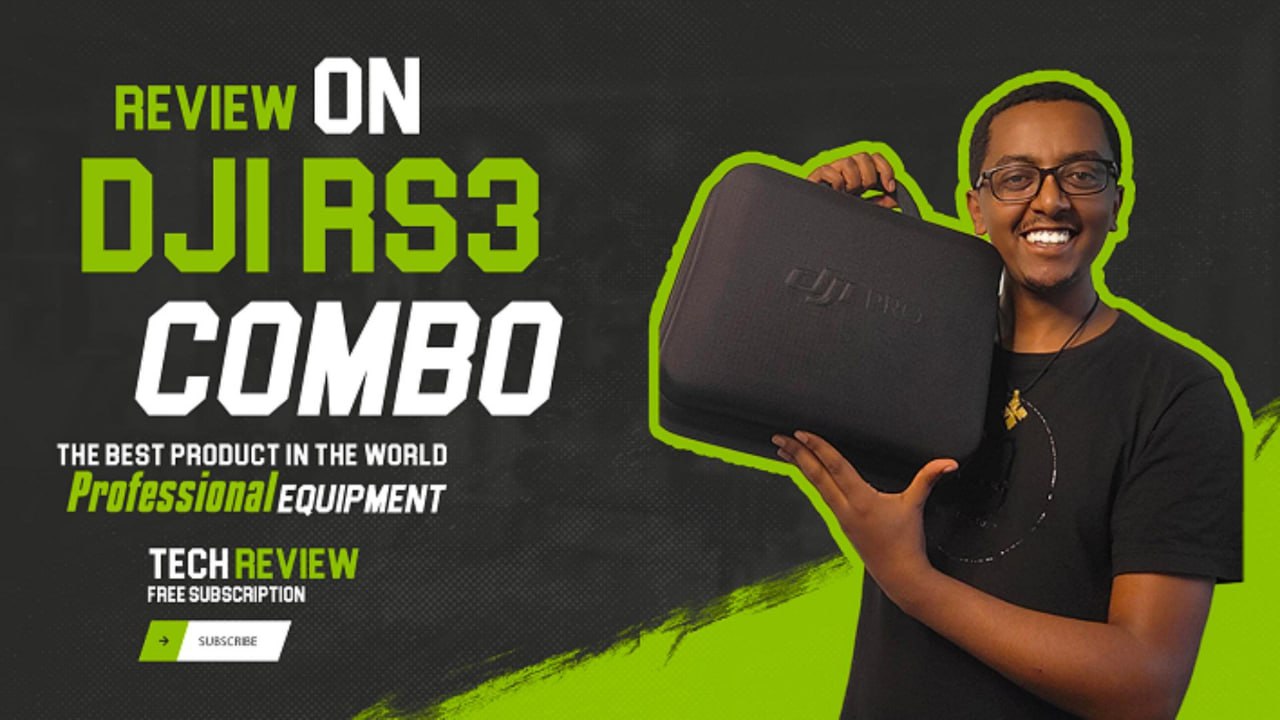 REVIEW ON
DJI RS3
COMBO
THE BEST PRODUCT IN THE WORLD
Professional EQUIPMENT
TECH REVIEW
FREE SUBSCRIPTION
SUBSCRIBE
dji PRO